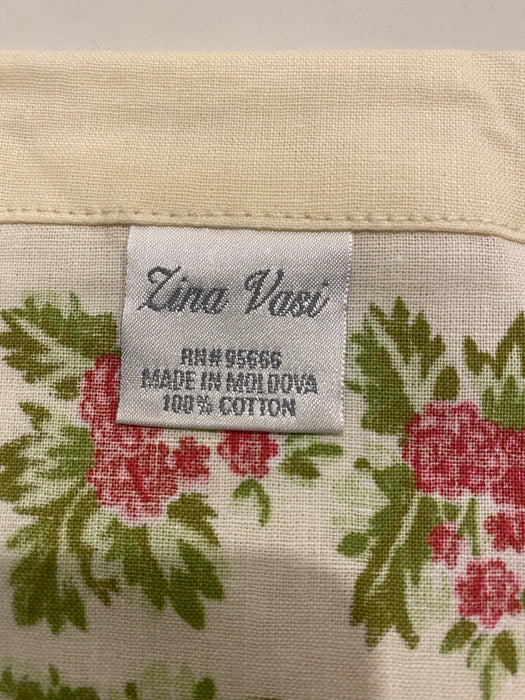 Zina Vasi
RN# 95666
MADE IN MOLDOVA
100% COTTON